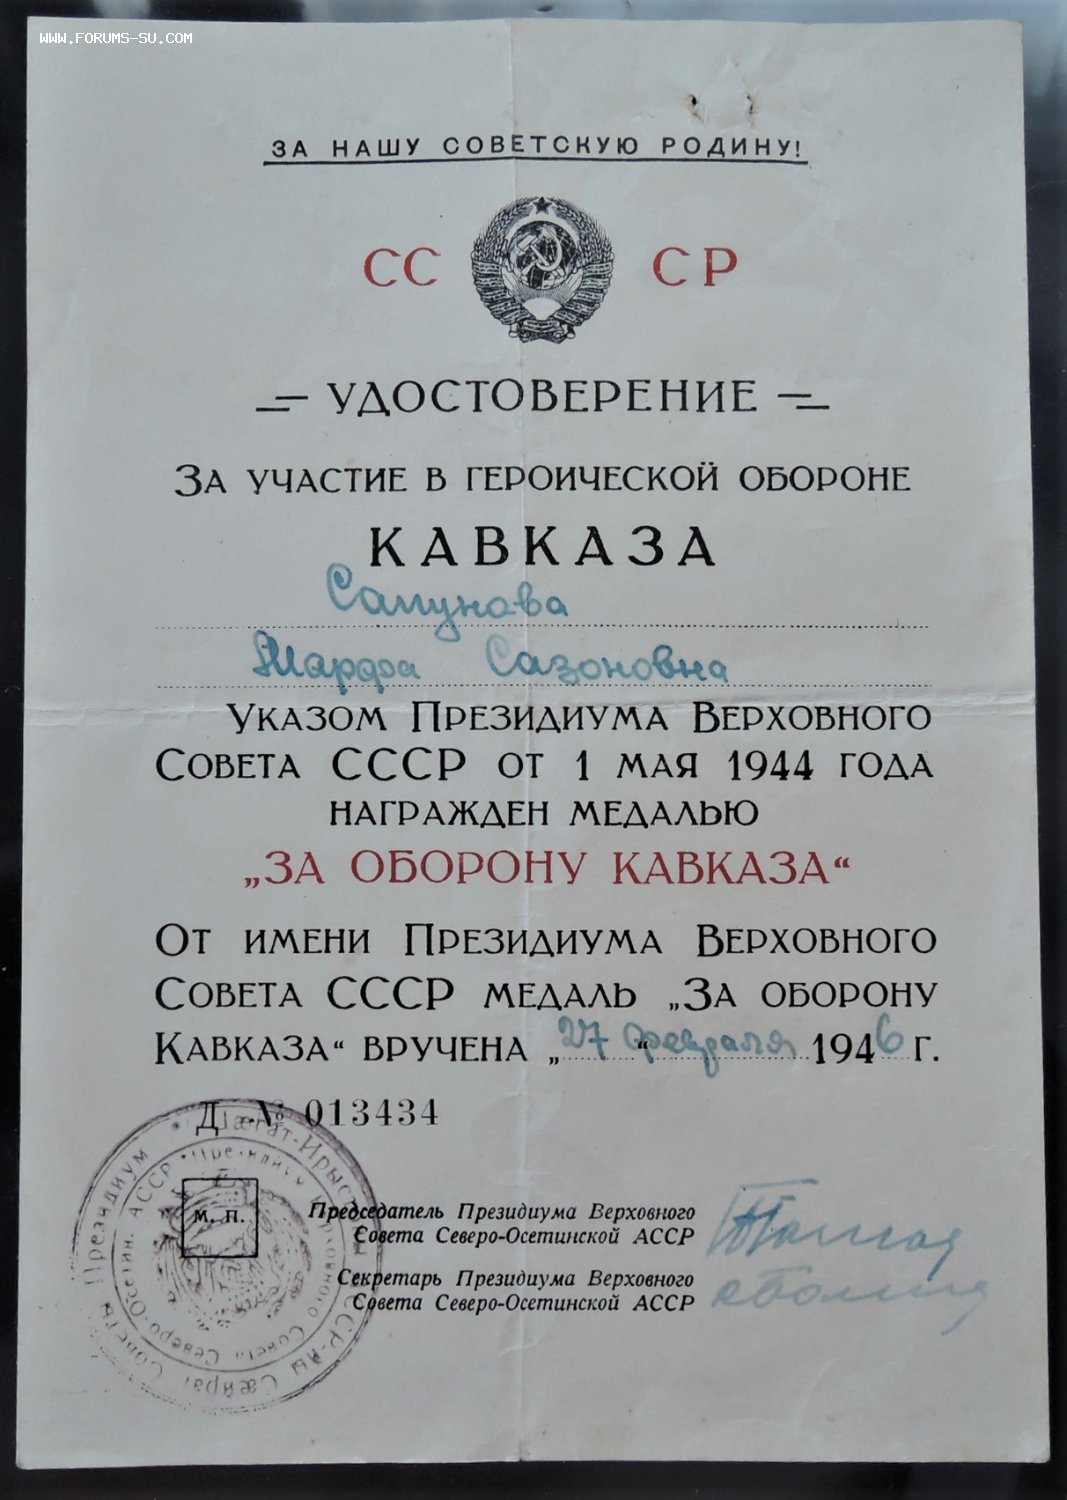 WWW.FORUMS-SU.COM
ЗА НАШУ СОВЕТСКУЮ РОДИНУ!
СС СР
УДОСТОВЕРЕНИЕ
ЗА УЧАСТИЕ В ГЕРОИЧЕСКОЙ ОБОРОНЕ
КАВКАЗА
Сапунова
Марфа Сазоновна
УКАЗОМ ПРЕЗИДИУМА ВЕРХОВНОГО
СОВЕТА СССР ОТ 1 МАЯ 1944 ГОДА
НАГРАЖДЕН МЕДАЛЬЮ
„ЗА ОБОРОНУ КАВКАЗА“
ОТ ИМЕНИ ПРЕЗИДИУМА ВЕРХОВНОГО
СОВЕТА СССР МЕДАЛЬ „ЗА ОБОРОНУ
КАВКАЗА“ ВРУЧЕНА „27“ февраля 1946 Г.
Д № 013434
М. П.
Председатель Президиума Верховного
Совета Северо-Осетинской АССР
Секретарь Президиума Верховного
Совета Северо-Осетинской АССР